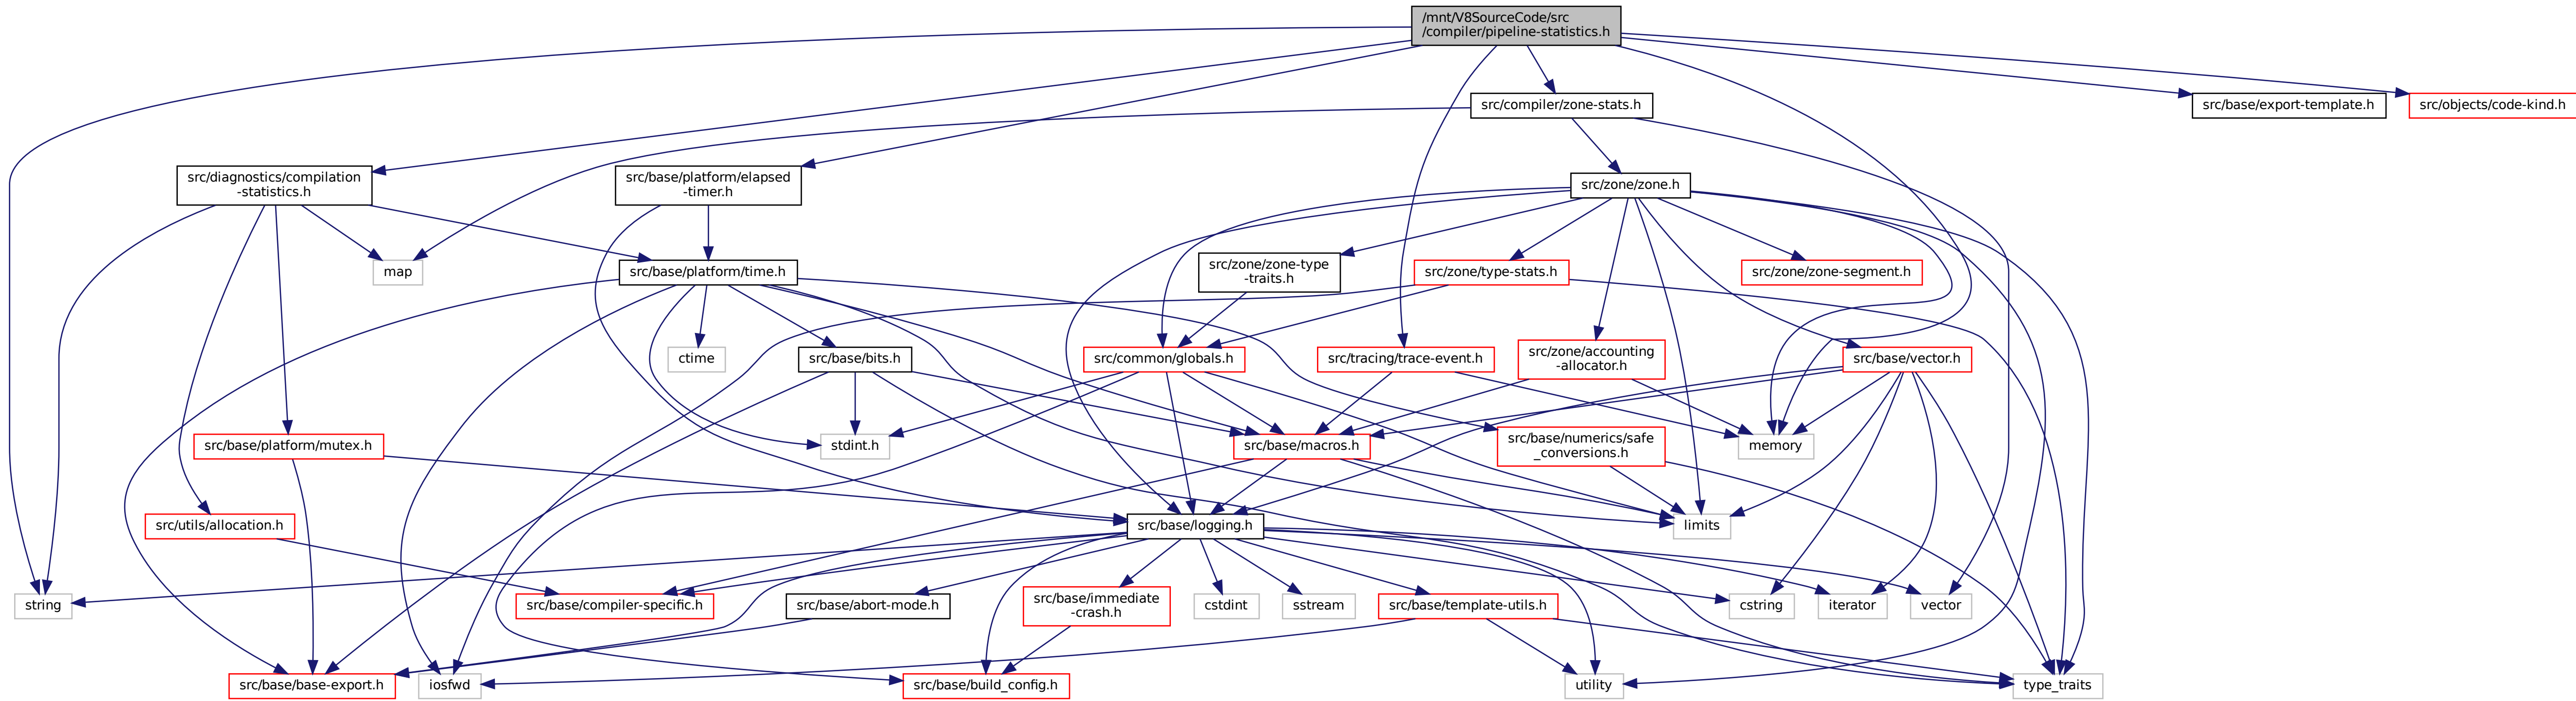 /mnt/V8SourceCode/src
/compiler/pipeline-statistics.h
src/compiler/zone-stats.h
src/base/export-template.h
src/objects/code-kind.h
src/diagnostics/compilation
-statistics.h
src/base/platform/elapsed
-timer.h
src/zone/zone.h
map
src/base/platform/time.h
src/zone/zone-type
-traits.h
src/zone/type-stats.h
src/zone/zone-segment.h
ctime
src/base/bits.h
src/common/globals.h
src/tracing/trace-event.h
src/zone/accounting
-allocator.h
src/base/vector.h
src/base/platform/mutex.h
stdint.h
src/base/macros.h
src/base/numerics/safe
_conversions.h
memory
src/utils/allocation.h
src/base/logging.h
limits
string
src/base/compiler-specific.h
src/base/abort-mode.h
src/base/immediate
-crash.h
cstdint
sstream
src/base/template-utils.h
cstring
iterator
vector
src/base/base-export.h
iosfwd
src/base/build_config.h
utility
type_traits